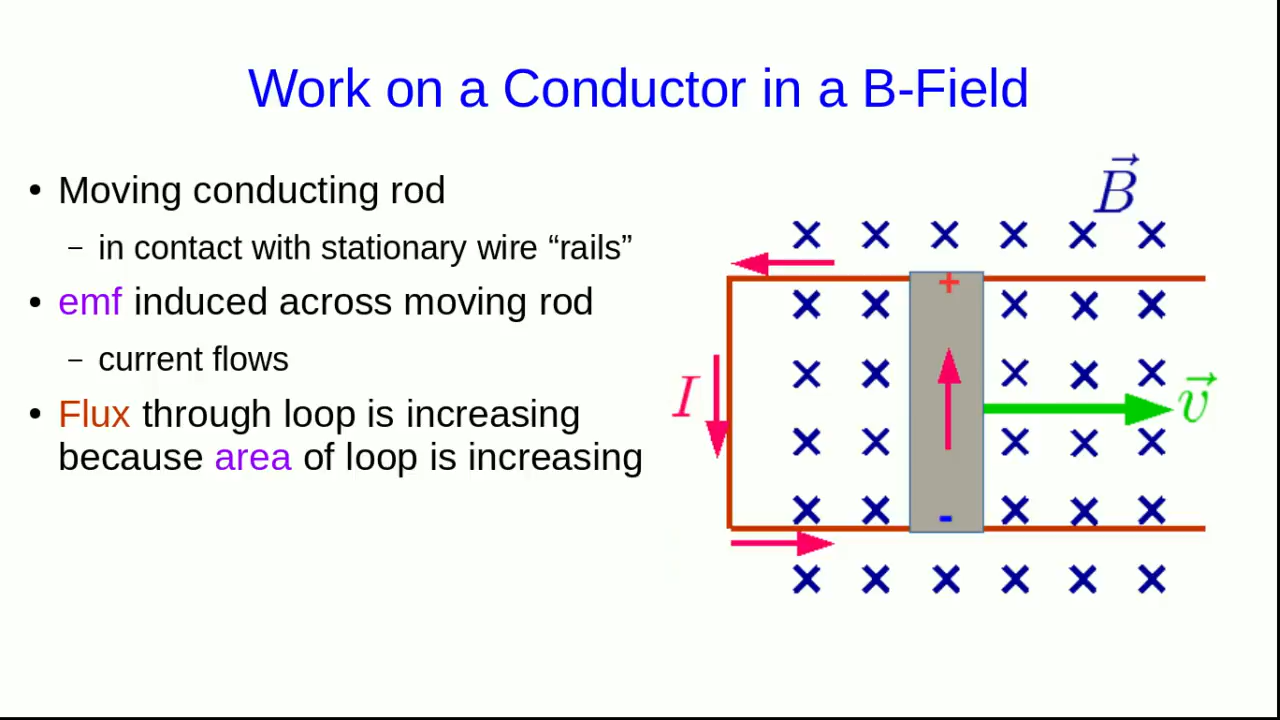 Work on a Conductor in a B-Field
• Moving conducting rod
– in contact with stationary wire “rails”
• emf induced across moving rod
– current flows
• Flux through loop is increasing
because area of loop is increasing
B
+
I
v
-